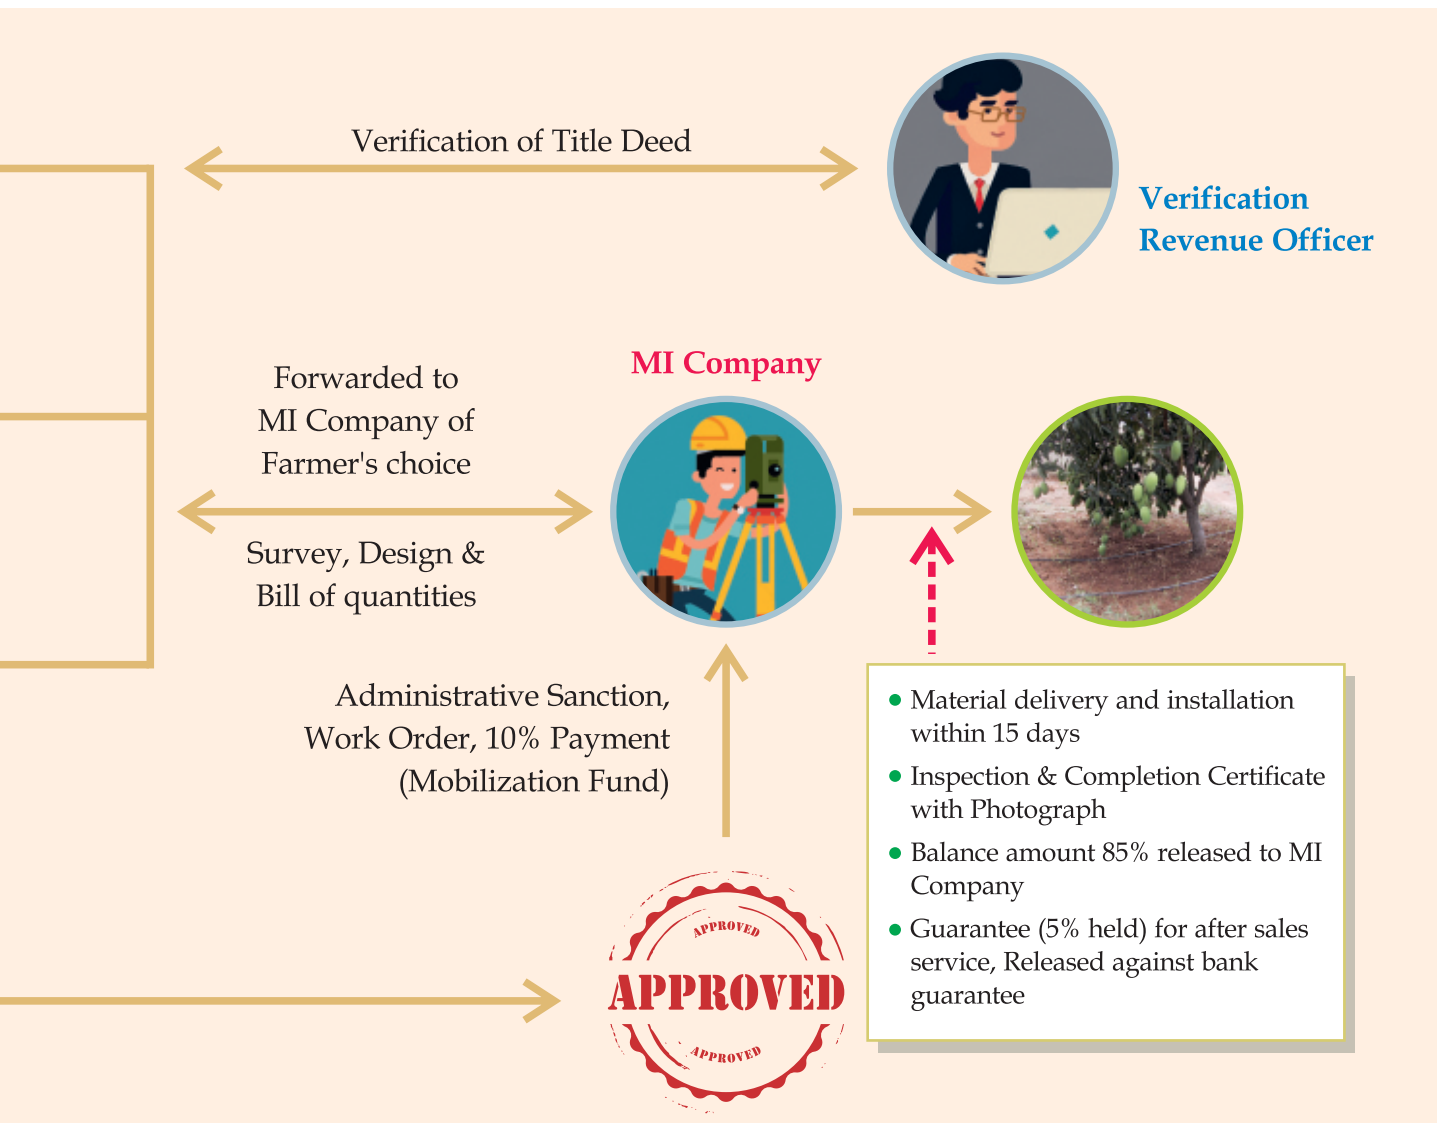 Verification of Title Deed
Verification
Revenue Officer
Forwarded to
MI Company of
Farmer's choice
MI Company
Survey, Design &
Bill of quantities
Administrative Sanction,
Work Order, 10% Payment
(Mobilization Fund)
• Material delivery and installation
within 15 days
• Inspection & Completion Certificate
with Photograph
• Balance amount 85% released to MI
Company
• Guarantee (5% held) for after sales
service, Released against bank
guarantee
APPROVED
APPROVED
APPROVED